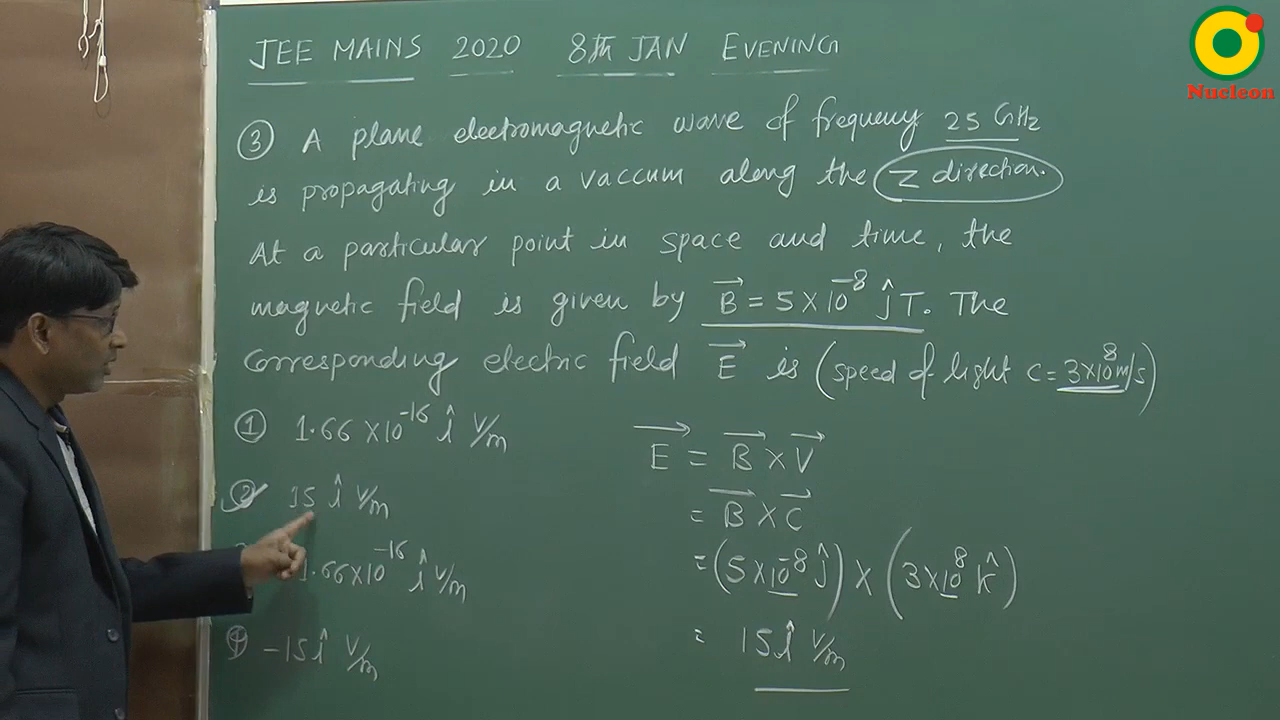 JEE MAINS 2020 8th JAN EVENING
Nucleon
③ A plane electromagnetic wave of frequency 25 GHz
is propagating in a vaccum along the Z direction.
At a particular point in space and time, the
magnetic field is given by B⃗ = 5×10⁻⁸ ĵ T. The
corresponding electric field E⃗ is (speed of light c = 3×10⁸ m/s)
① 1.66 ×10⁻¹⁶ î V/m
② 15 î V/m
1.66×10⁻¹⁶ î V/m
④ -15 î V/m
E⃗ = B⃗ × V⃗
= B⃗ × C⃗
= (5×10⁻⁸ ĵ) × (3×10⁸ k̂)
= 15 î V/m